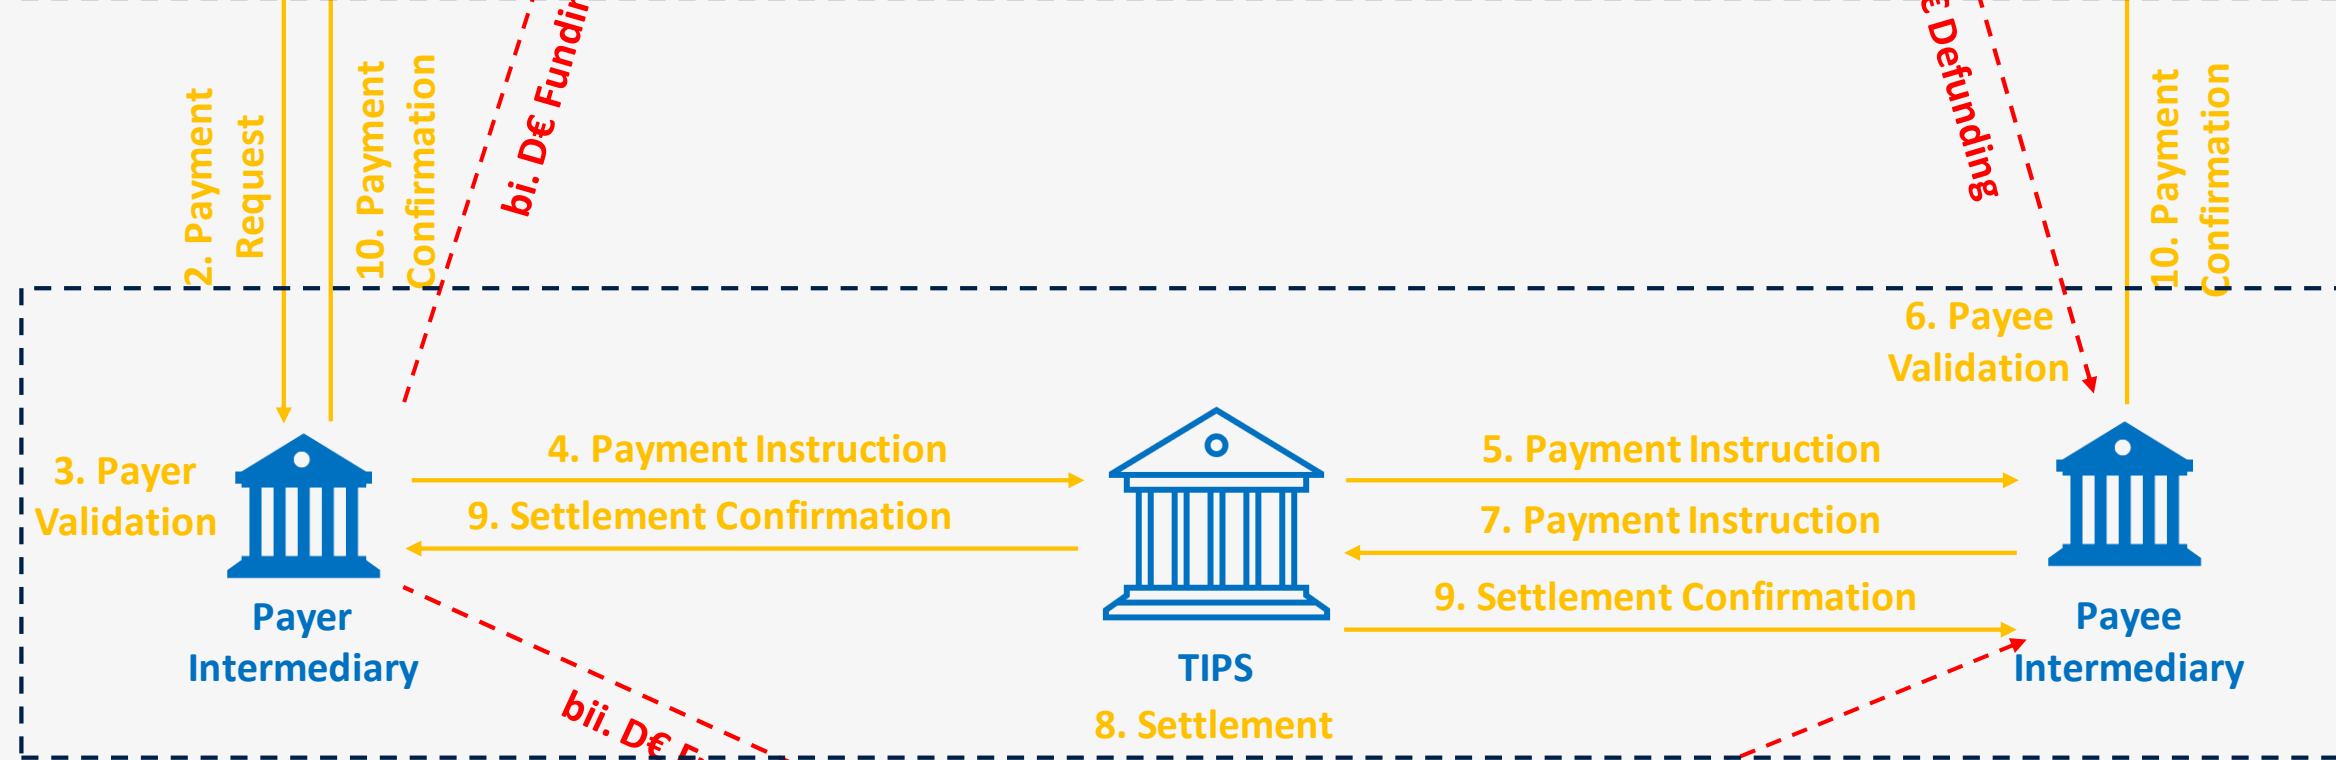 2. Payment
Request
10. Payment
Confirmation
bi. D€
€ Defunding
10. Payment
Confirmation
6. Payee
Validation
3. Payer
Validation
4. Payment Instruction
9. Settlement Confirmation
5. Payment Instruction
7. Payment Instruction
9. Settlement Confirmation
Payer
Intermediary
TIPS
8. Settlement
Payee
Intermediary
bii. D€